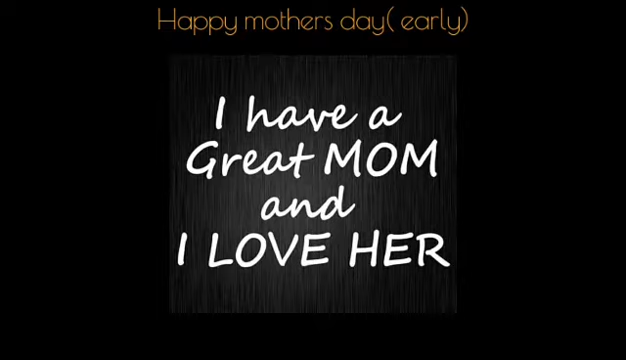 Happy mothers day( early)
I have a
Great MOM
and
I LOVE HER